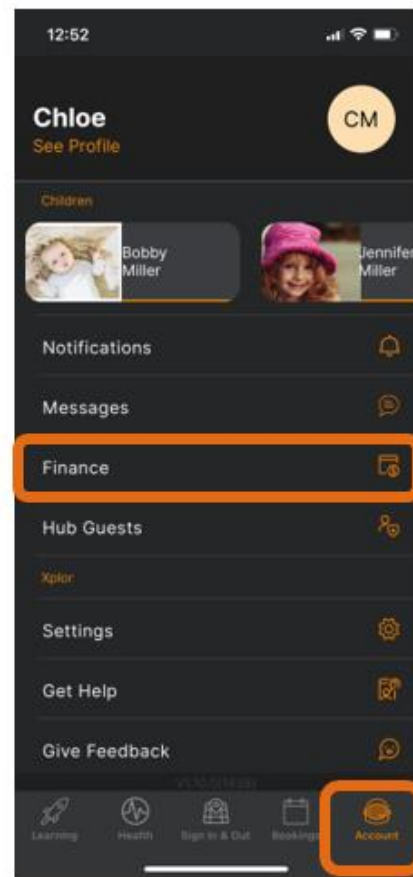 12:52
Chloe
CM
See Profile
Children
Bobby
Miller
Jennifer
Miller
Notifications
Messages
Finance
Hub Guests
Xplor
Settings
Get Help
Give Feedback
Learning
Health
Sign In & Out
Bookings
Account